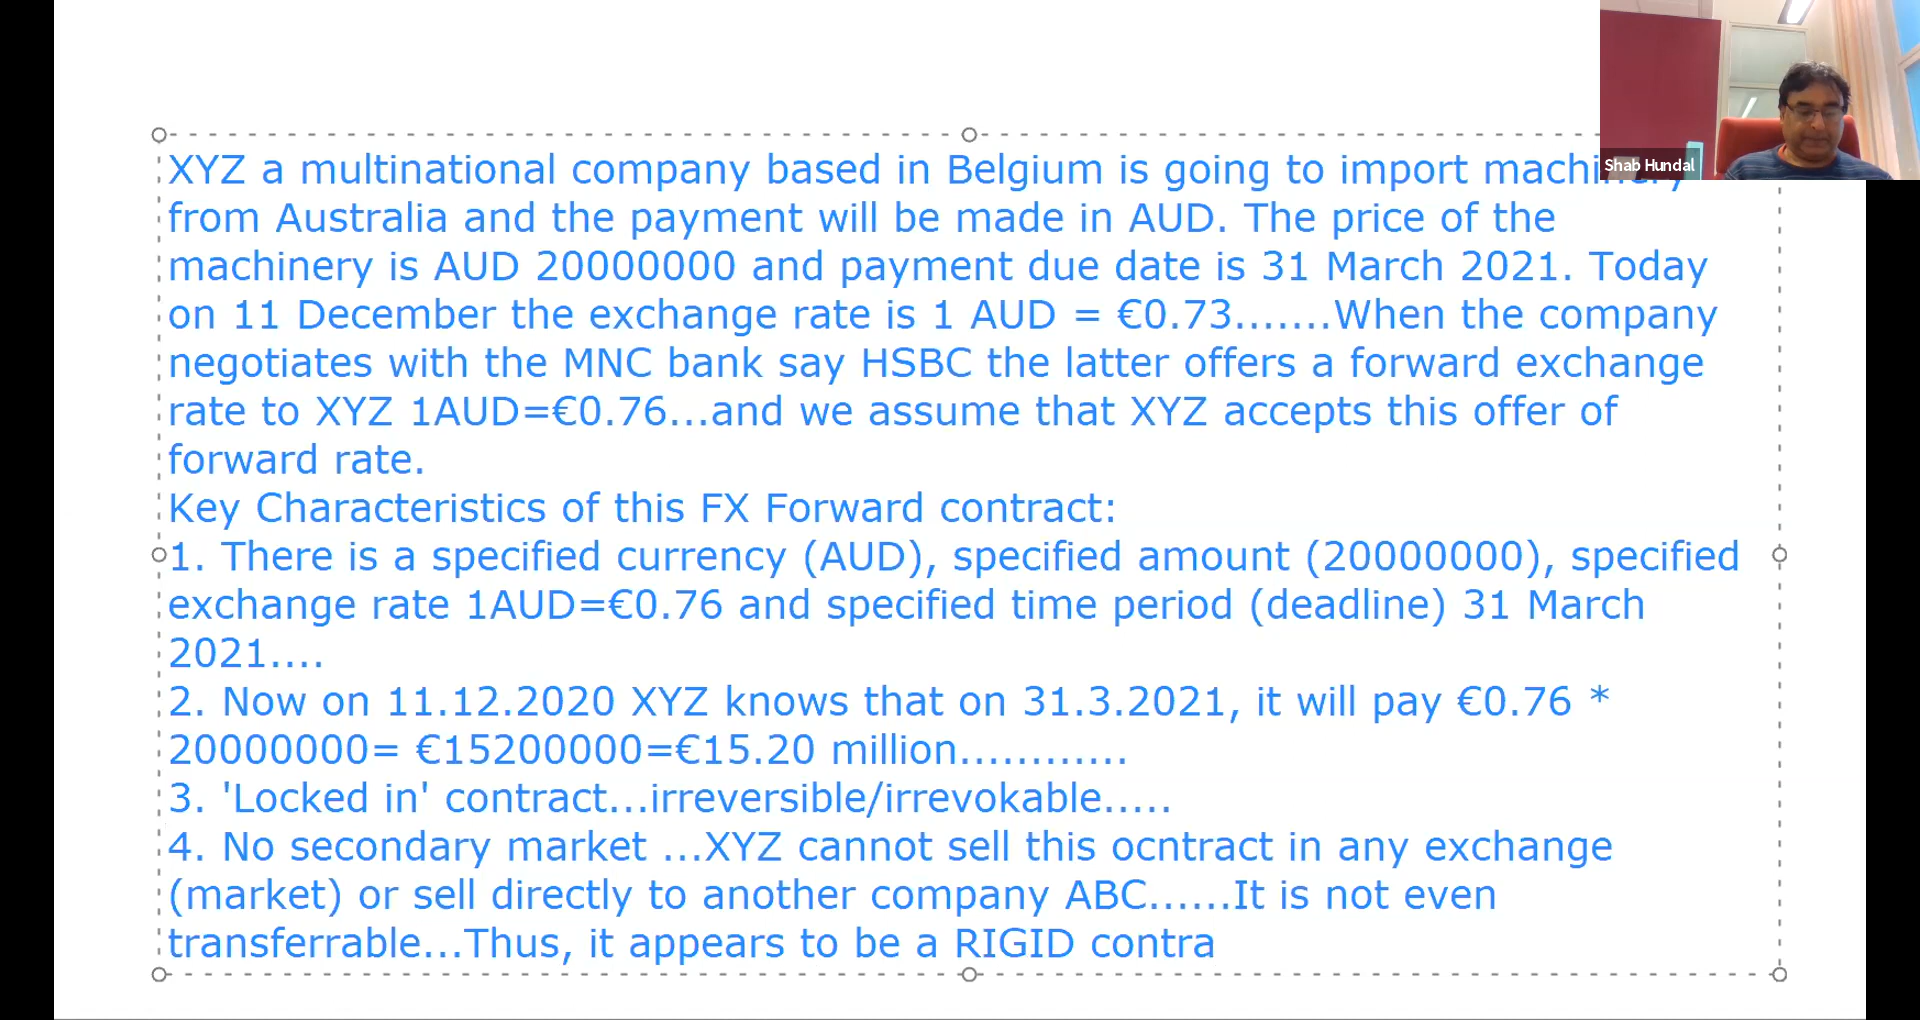 XYZ a multinational company based in Belgium is going to import machinery
from Australia and the payment will be made in AUD. The price of the
machinery is AUD 20000000 and payment due date is 31 March 2021. Today
on 11 December the exchange rate is 1 AUD = €0.73.......When the company
negotiates with the MNC bank say HSBC the latter offers a forward exchange
rate to XYZ 1AUD=€0.76...and we assume that XYZ accepts this offer of
forward rate.
Key Characteristics of this FX Forward contract:
1. There is a specified currency (AUD), specified amount (20000000), specified
exchange rate 1AUD=€0.76 and specified time period (deadline) 31 March
2021....
2. Now on 11.12.2020 XYZ knows that on 31.3.2021, it will pay €0.76 *
20000000= €15200000=€15.20 million............
3. 'Locked in' contract...irreversible/irrevokable.....
4. No secondary market ...XYZ cannot sell this ocntract in any exchange
(market) or sell directly to another company ABC......It is not even
transferrable...Thus, it appears to be a RIGID contra
Shab Hundal